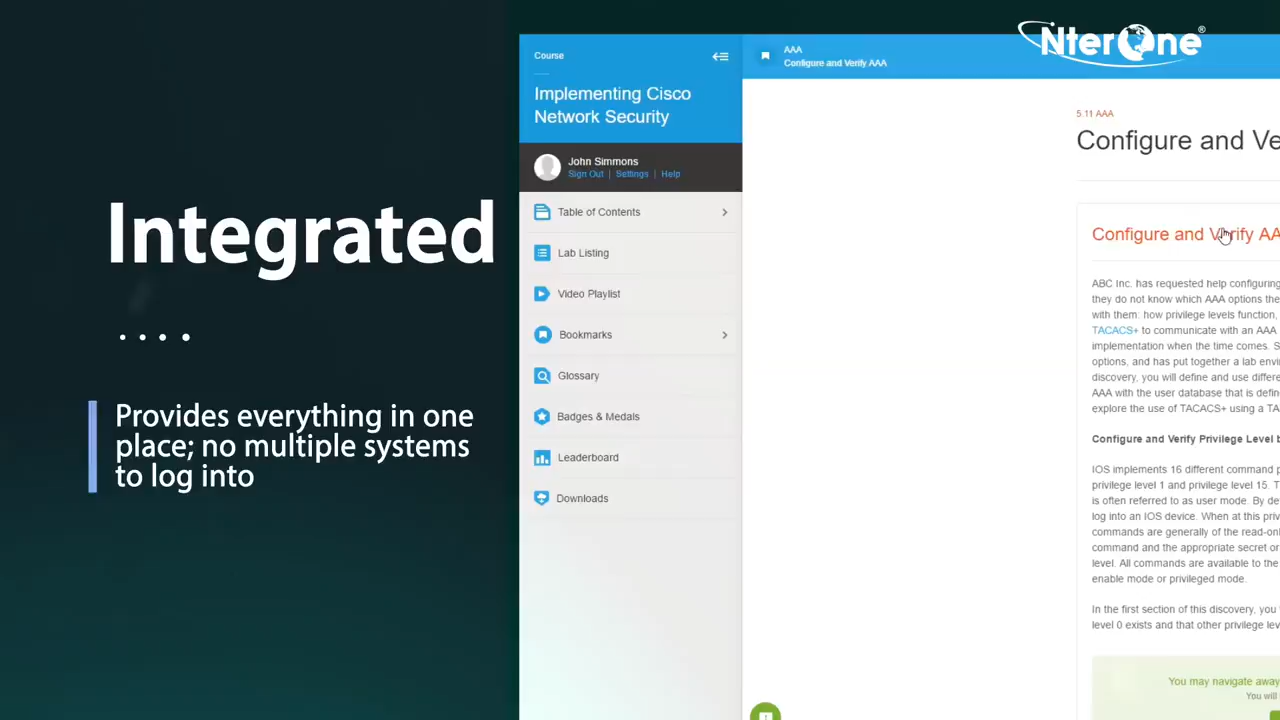 NterOne®
Integrated
Provides everything in one
place; no multiple systems
to log into
Course
Implementing Cisco
Network Security
John Simmons
Sign Out | Settings | Help
Table of Contents
Lab Listing
Video Playlist
Bookmarks
Glossary
Badges & Medals
Leaderboard
Downloads
AAA
Configure and Verify AAA
5.11 AAA
Configure and Ve
Configure and Verify AA
ABC Inc. has requested help configuring
they do not know which AAA options the
with them: how privilege levels function,
TACACS+ to communicate with an AAA
implementation when the time comes. S
options, and has put together a lab envi
discovery, you will define and use differe
AAA with the user database that is define
explore the use of TACACS+ using a TA
Configure and Verify Privilege Level b
IOS implements 16 different command p
privilege level 1 and privilege level 15. T
is often referred to as user mode. By de
log into an IOS device. When at this priv
commands are generally of the read-onl
command and the appropriate secret or
level. All commands are available to the
enable mode or privileged mode.
In the first section of this discovery, you
level 0 exists and that other privilege lev
You may navigate away
You will